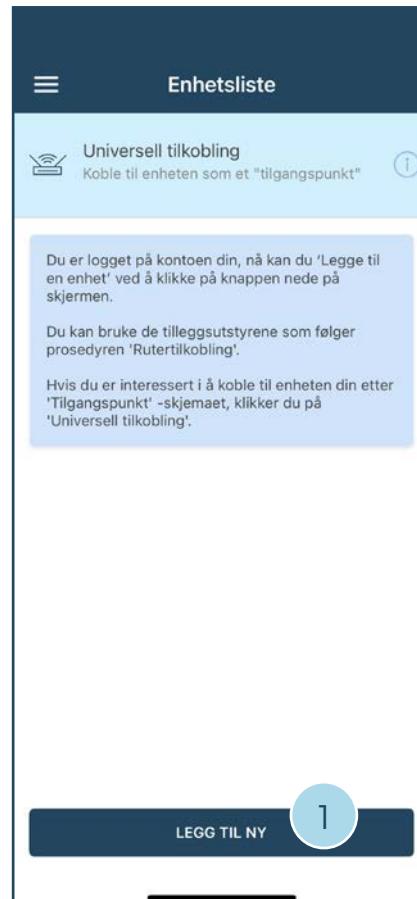 Enhetsliste
Universell tilkobling
Koble til enheten som et "tilgangspunkt"
Du er logget på kontoen din, nå kan du 'Legge til
en enhet' ved å klikke på knappen nede på
skjermen.
Du kan bruke de tilleggsutstyrene som følger
prosedyren 'Rutertilkobling'.
Hvis du er interessert i å koble til enheten din etter
'Tilgangspunkt' -skjemaet, klikker du på
'Universell tilkobling'.
LEGG TIL NY
1